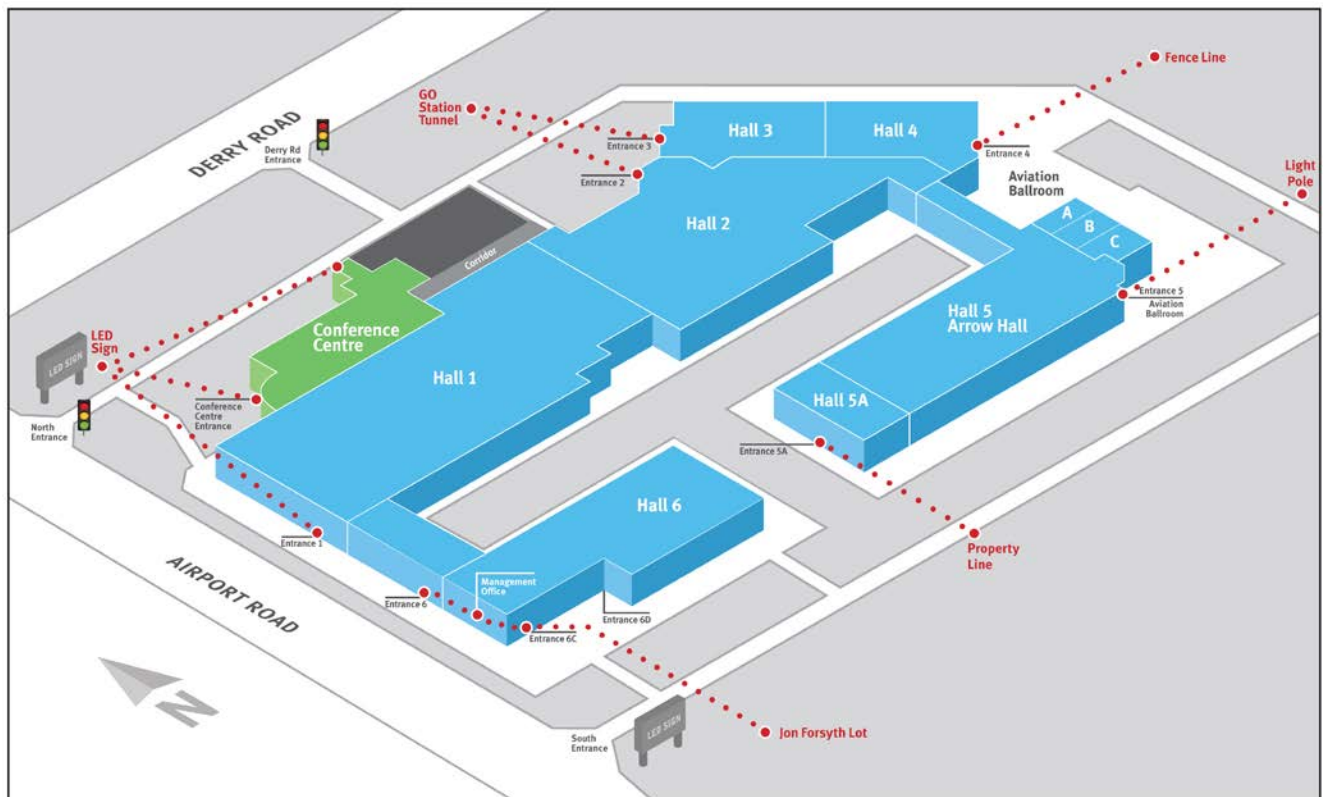 Fence Line
GO
Station
Tunnel
DERRY ROAD
Derry Rd
Entrance
Hall 3
Hall 4
Entrance 3
Entrance 4
Entrance 2
Aviation
Ballroom
Light
Pole
A
B
C
Hall 2
Corridor
Entrance 5
Aviation
Ballroom
Hall 5
Arrow Hall
Conference
Centre
LED
Sign
LED SIGN
Hall 1
Hall 5A
Conference
Centre
Entrance
North
Entrance
Entrance 5A
Hall 6
Entrance 1
Property
Line
AIRPORT ROAD
Management
Office
Entrance 6
Entrance 6D
Entrance 6C
N
LED SIGN
South
Entrance
Jon Forsyth Lot